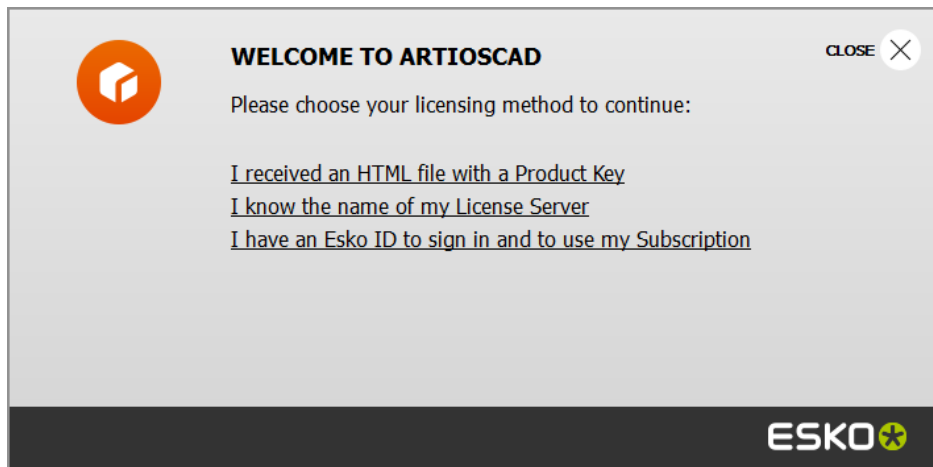 WELCOME TO ARTIOSCAD
CLOSE
Please choose your licensing method to continue:
I received an HTML file with a Product Key
I know the name of my License Server
I have an Esko ID to sign in and to use my Subscription
ESKO